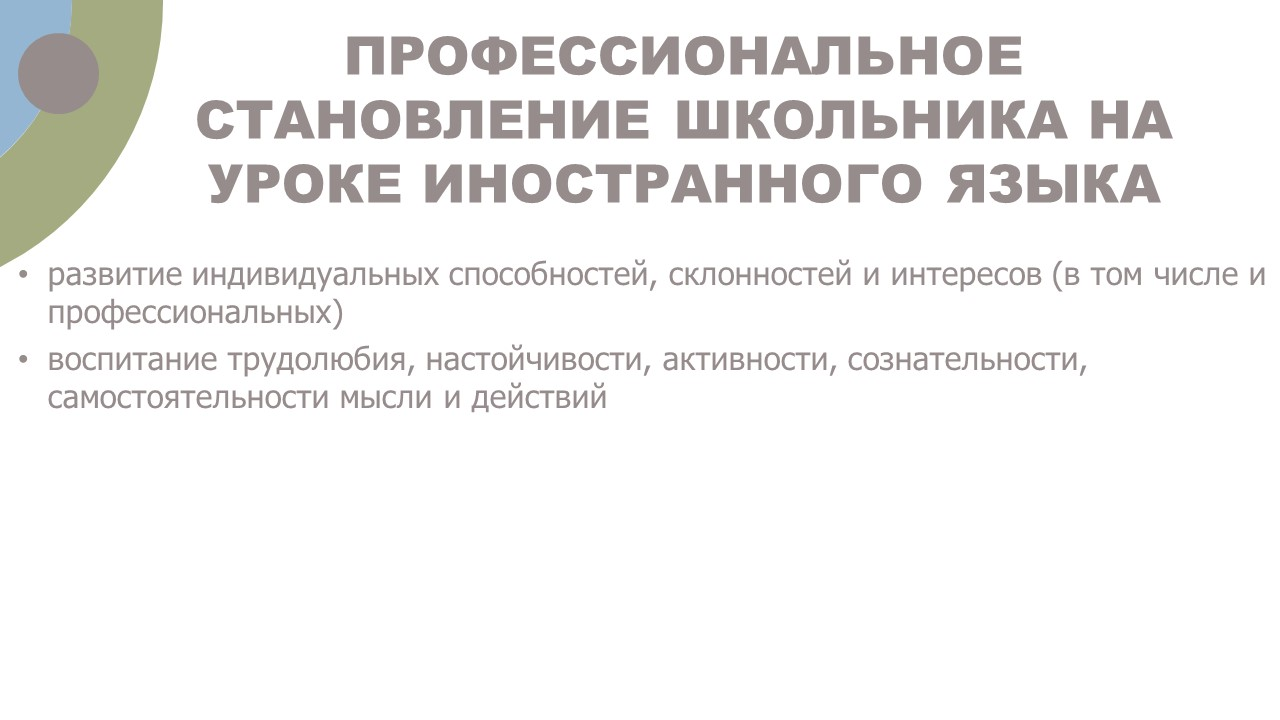 ПРОФЕССИОНАЛЬНОЕ
СТАНОВЛЕНИЕ ШКОЛЬНИКА НА
УРОКЕ ИНОСТРАННОГО ЯЗЫКА
• развитие индивидуальных способностей, склонностей и интересов (в том числе и
профессиональных)
• воспитание трудолюбия, настойчивости, активности, сознательности,
самостоятельности мысли и действий